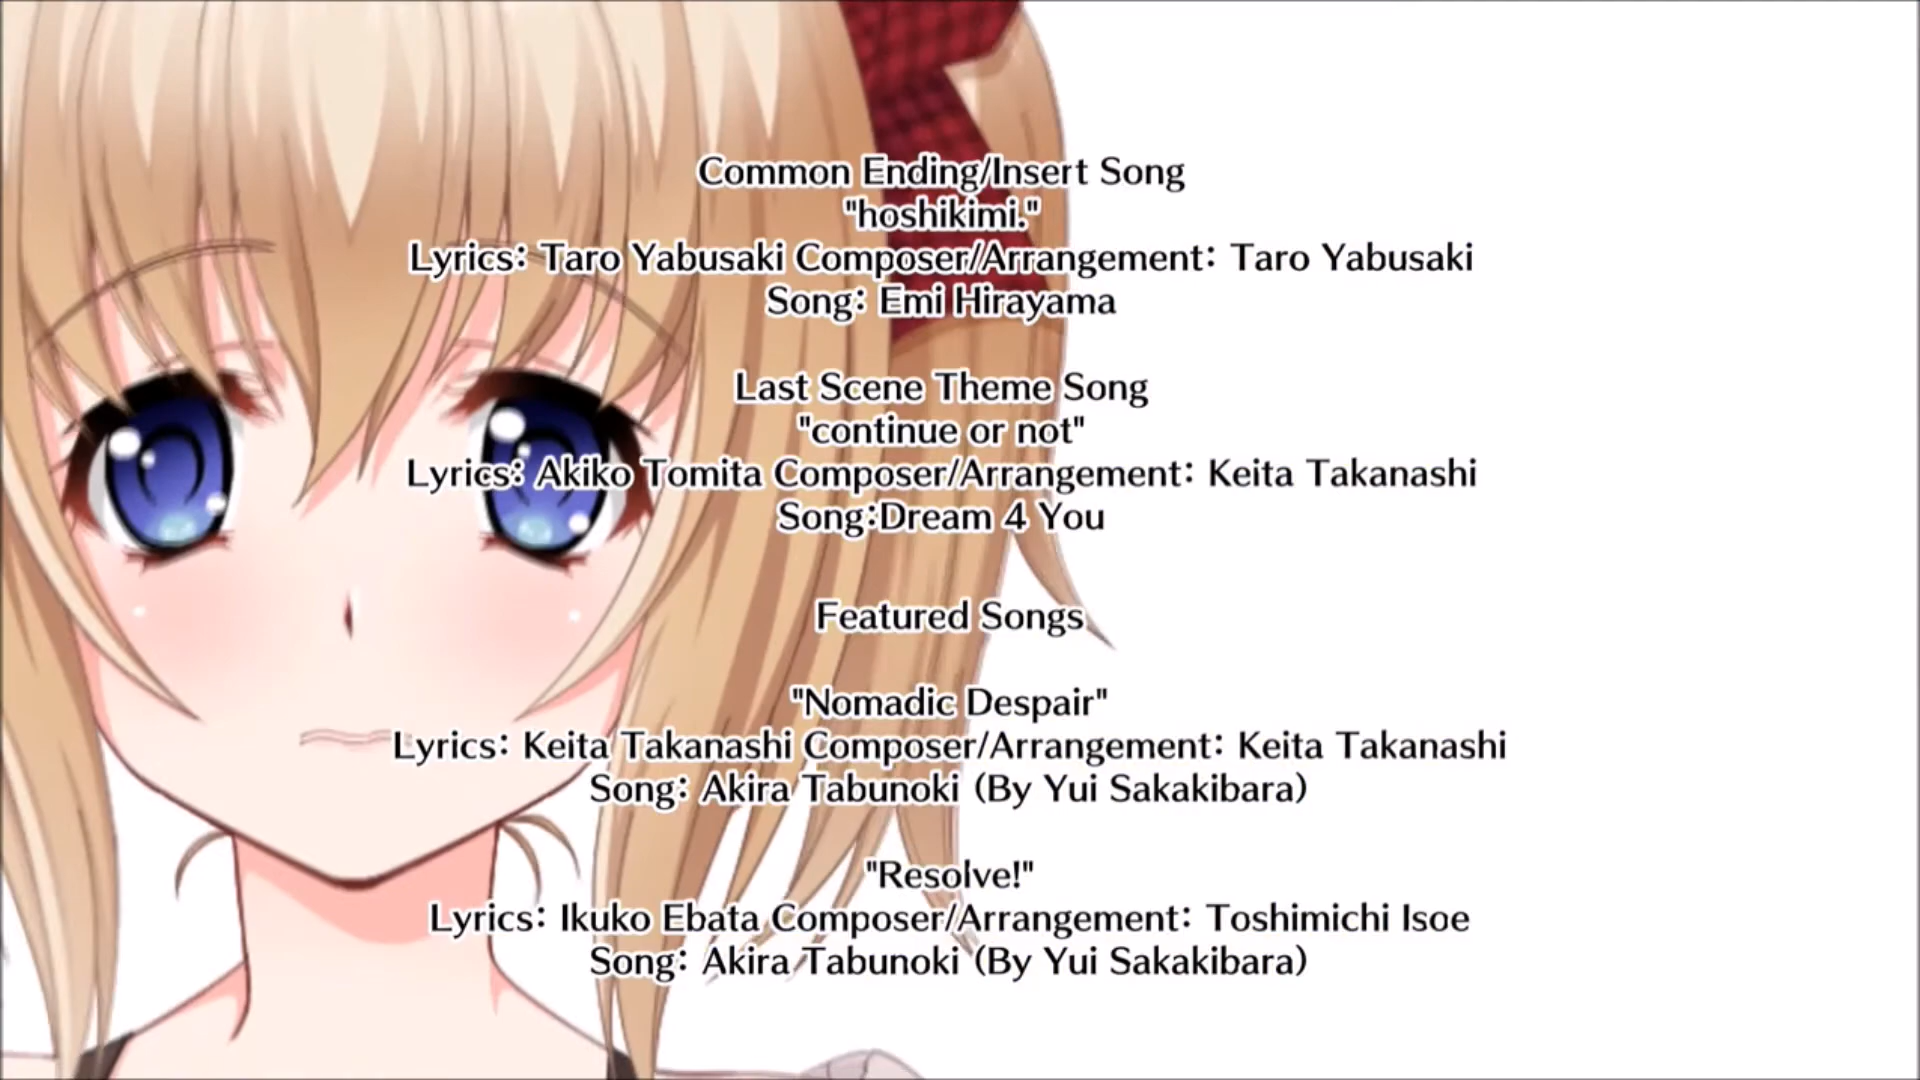 Common Ending/Insert Song
"hoshikimi."
Lyrics: Taro Yabusaki Composer/Arrangement: Taro Yabusaki
Song: Emi Hirayama
Last Scene Theme Song
"continue or not"
Lyrics: Akiko Tomita Composer/Arrangement: Keita Takanashi
Song:Dream 4 You
Featured Songs
"Nomadic Despair"
Lyrics: Keita Takanashi Composer/Arrangement: Keita Takanashi
Song: Akira Tabunoki (By Yui Sakakibara)
"Resolve!"
Lyrics: Ikuko Ebata Composer/Arrangement: Toshimichi Isoe
Song: Akira Tabunoki (By Yui Sakakibara)